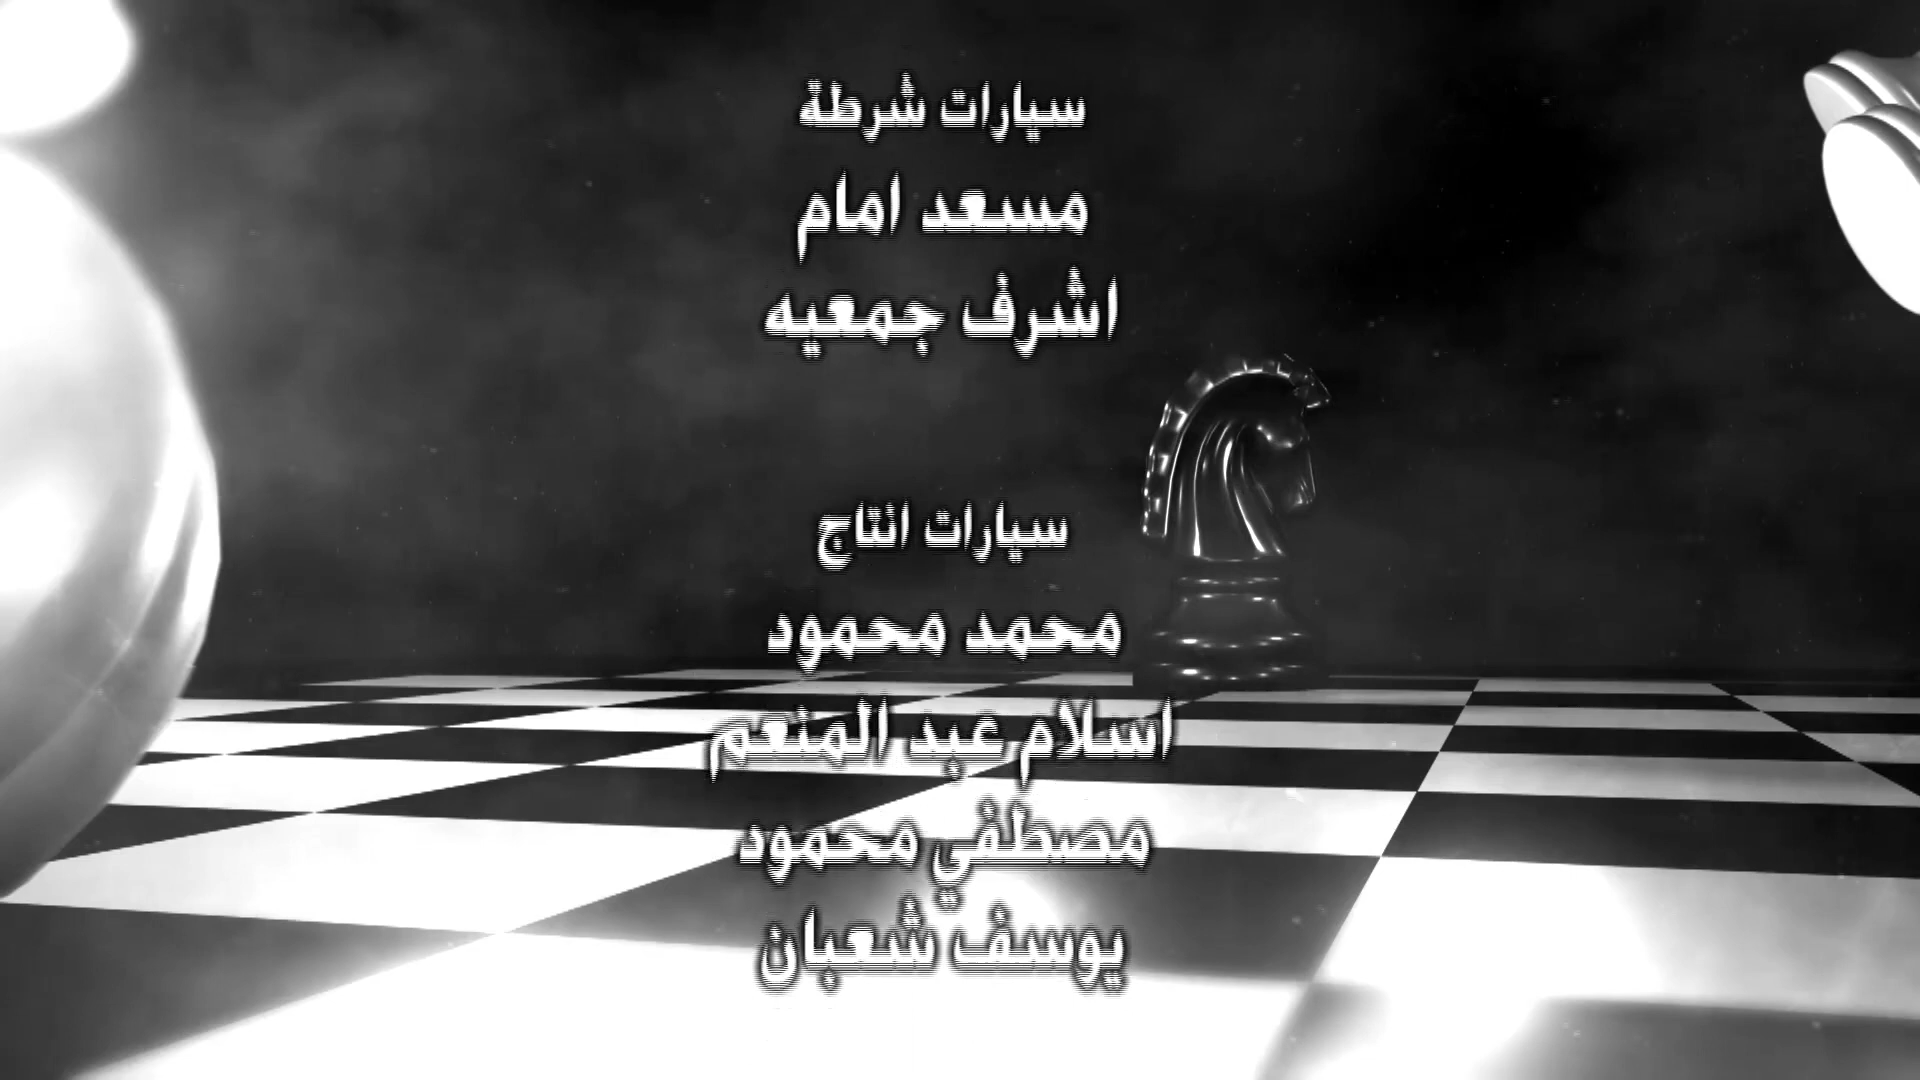 سيارات شرطة
مسعد امام
اشرف جمعيه
سيارات انتاج
محمد محمود
اسلام عبد المنعم
مصطفي محمود
يوسف شعبان